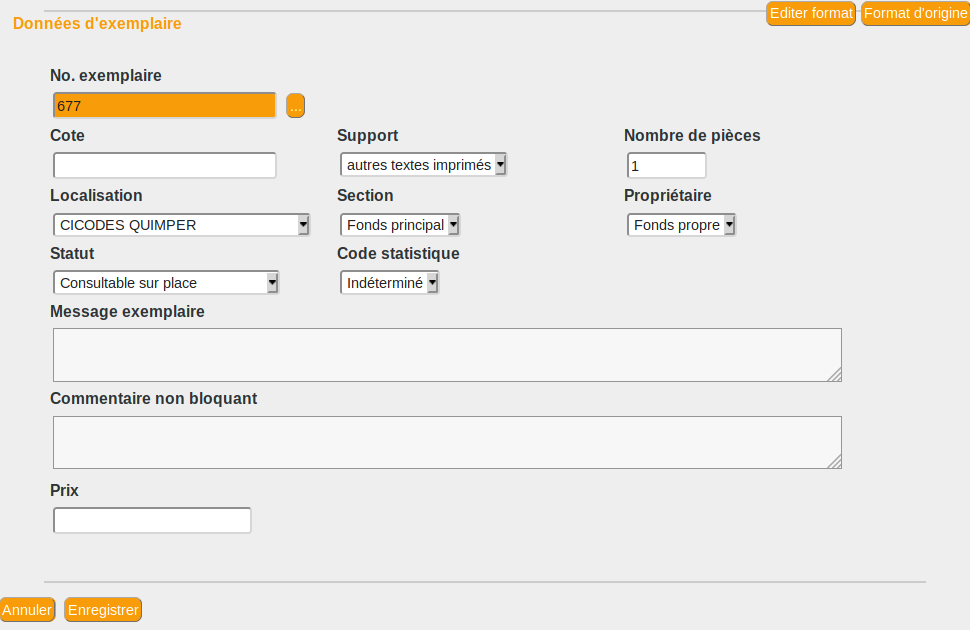 Données d'exemplaire
Editer format Format d'origine
No. exemplaire
677 ...
Cote Support Nombre de pièces
autres textes imprimés 1
Localisation Section Propriétaire
CICODES QUIMPER Fonds principal Fonds propre
Statut Code statistique
Consultable sur place Indéterminé
Message exemplaire
Commentaire non bloquant
Prix
Annuler Enregistrer